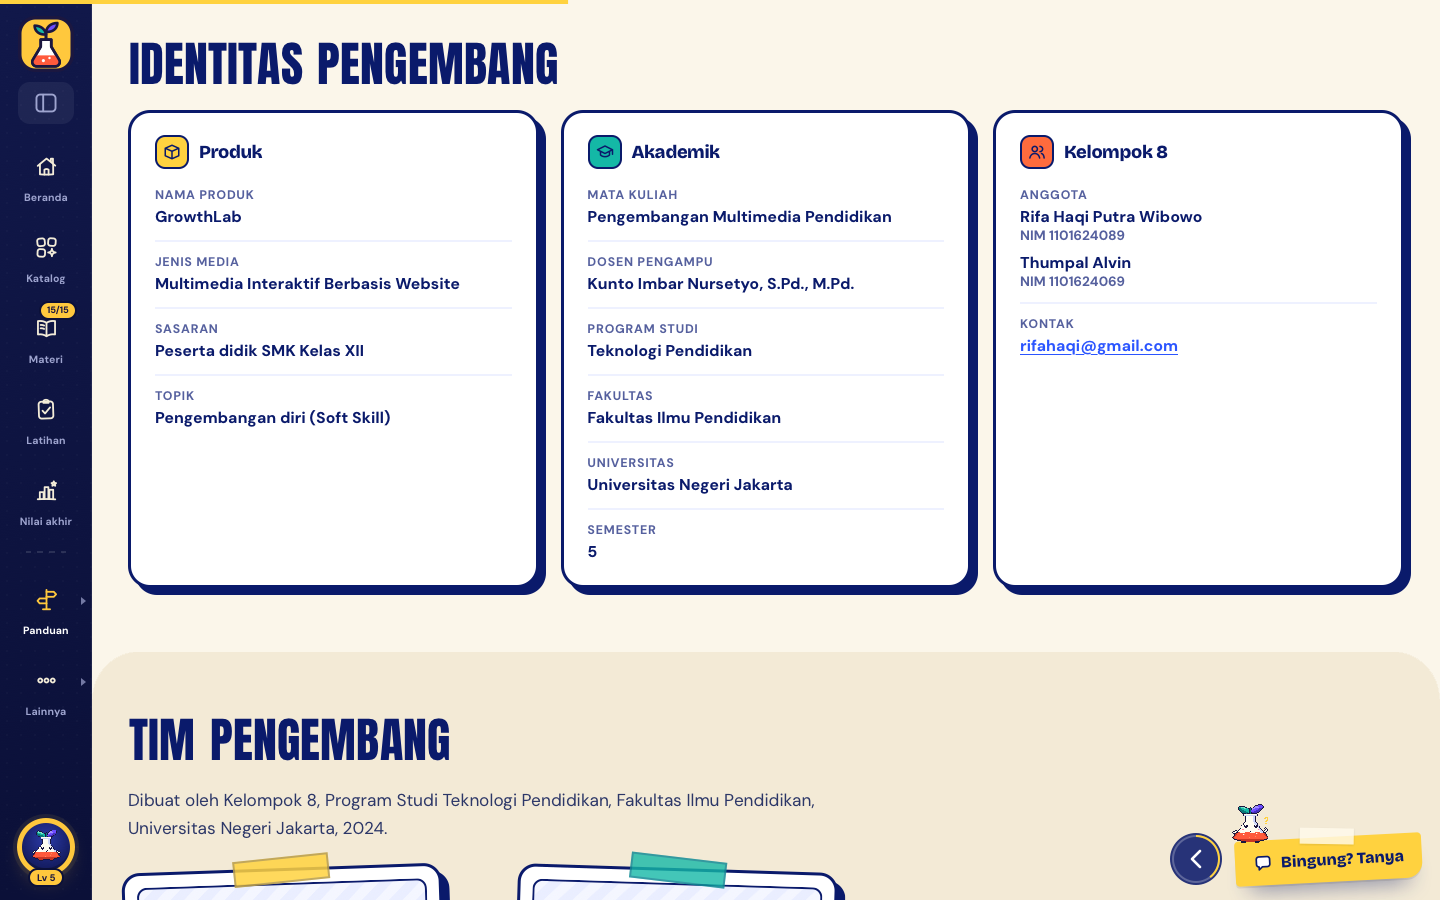 IDENTITAS PENGEMBANG
Beranda
Katalog
15/15
Materi
Latihan
Nilai akhir
Panduan
Lainnya
Lv 5
Produk
NAMA PRODUK
GrowthLab
JENIS MEDIA
Multimedia Interaktif Berbasis Website
SASARAN
Peserta didik SMK Kelas XII
TOPIK
Pengembangan diri (Soft Skill)
Akademik
MATA KULIAH
Pengembangan Multimedia Pendidikan
DOSEN PENGAMPU
Kunto Imbar Nursetyo, S.Pd., M.Pd.
PROGRAM STUDI
Teknologi Pendidikan
FAKULTAS
Fakultas Ilmu Pendidikan
UNIVERSITAS
Universitas Negeri Jakarta
SEMESTER
5
Kelompok 8
ANGGOTA
Rifa Haqi Putra Wibowo
NIM 1101624089
Thumpal Alvin
NIM 1101624069
KONTAK
rifahaqi@gmail.com
TIM PENGEMBANG
Dibuat oleh Kelompok 8, Program Studi Teknologi Pendidikan, Fakultas Ilmu Pendidikan,
Universitas Negeri Jakarta, 2024.
Bingung? Tanya